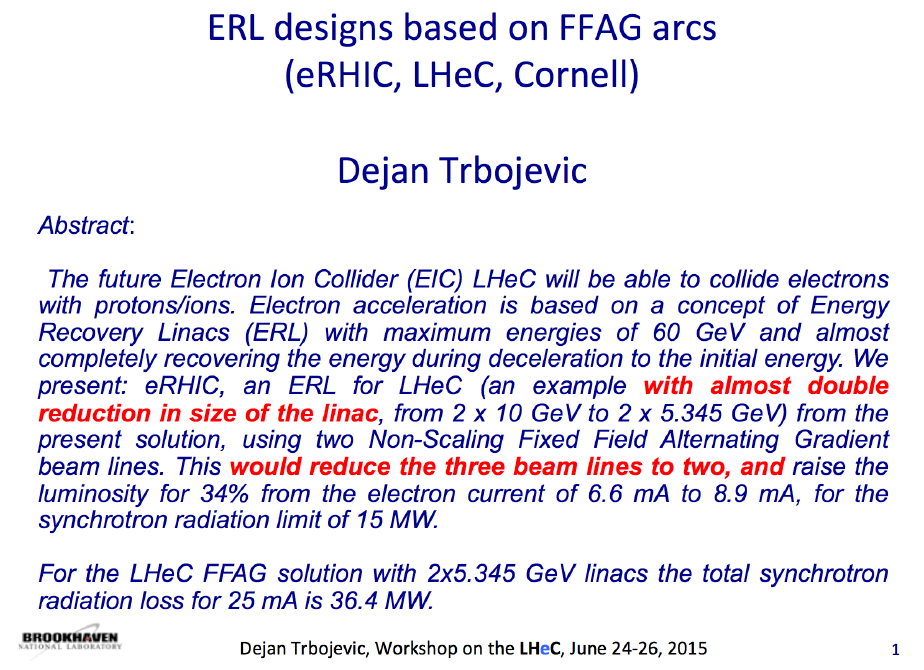 ERL designs based on FFAG arcs
(eRHIC, LHeC, Cornell)
Dejan Trbojevic
Abstract:
The future Electron Ion Collider (EIC) LHeC will be able to collide electrons
with protons/ions. Electron acceleration is based on a concept of Energy
Recovery Linacs (ERL) with maximum energies of 60 GeV and almost
completely recovering the energy during deceleration to the initial energy. We
present: eRHIC, an ERL for LHeC (an example with almost double
reduction in size of the linac, from 2 x 10 GeV to 2 x 5.345 GeV) from the
present solution, using two Non-Scaling Fixed Field Alternating Gradient
beam lines. This would reduce the three beam lines to two, and raise the
luminosity for 34% from the electron current of 6.6 mA to 8.9 mA, for the
synchrotron radiation limit of 15 MW.
For the LHeC FFAG solution with 2x5.345 GeV linacs the total synchrotron
radiation loss for 25 mA is 36.4 MW.
BROOKHAVEN
NATIONAL LABORATORY
Dejan Trbojevic, Workshop on the LHeC, June 24-26, 2015
1